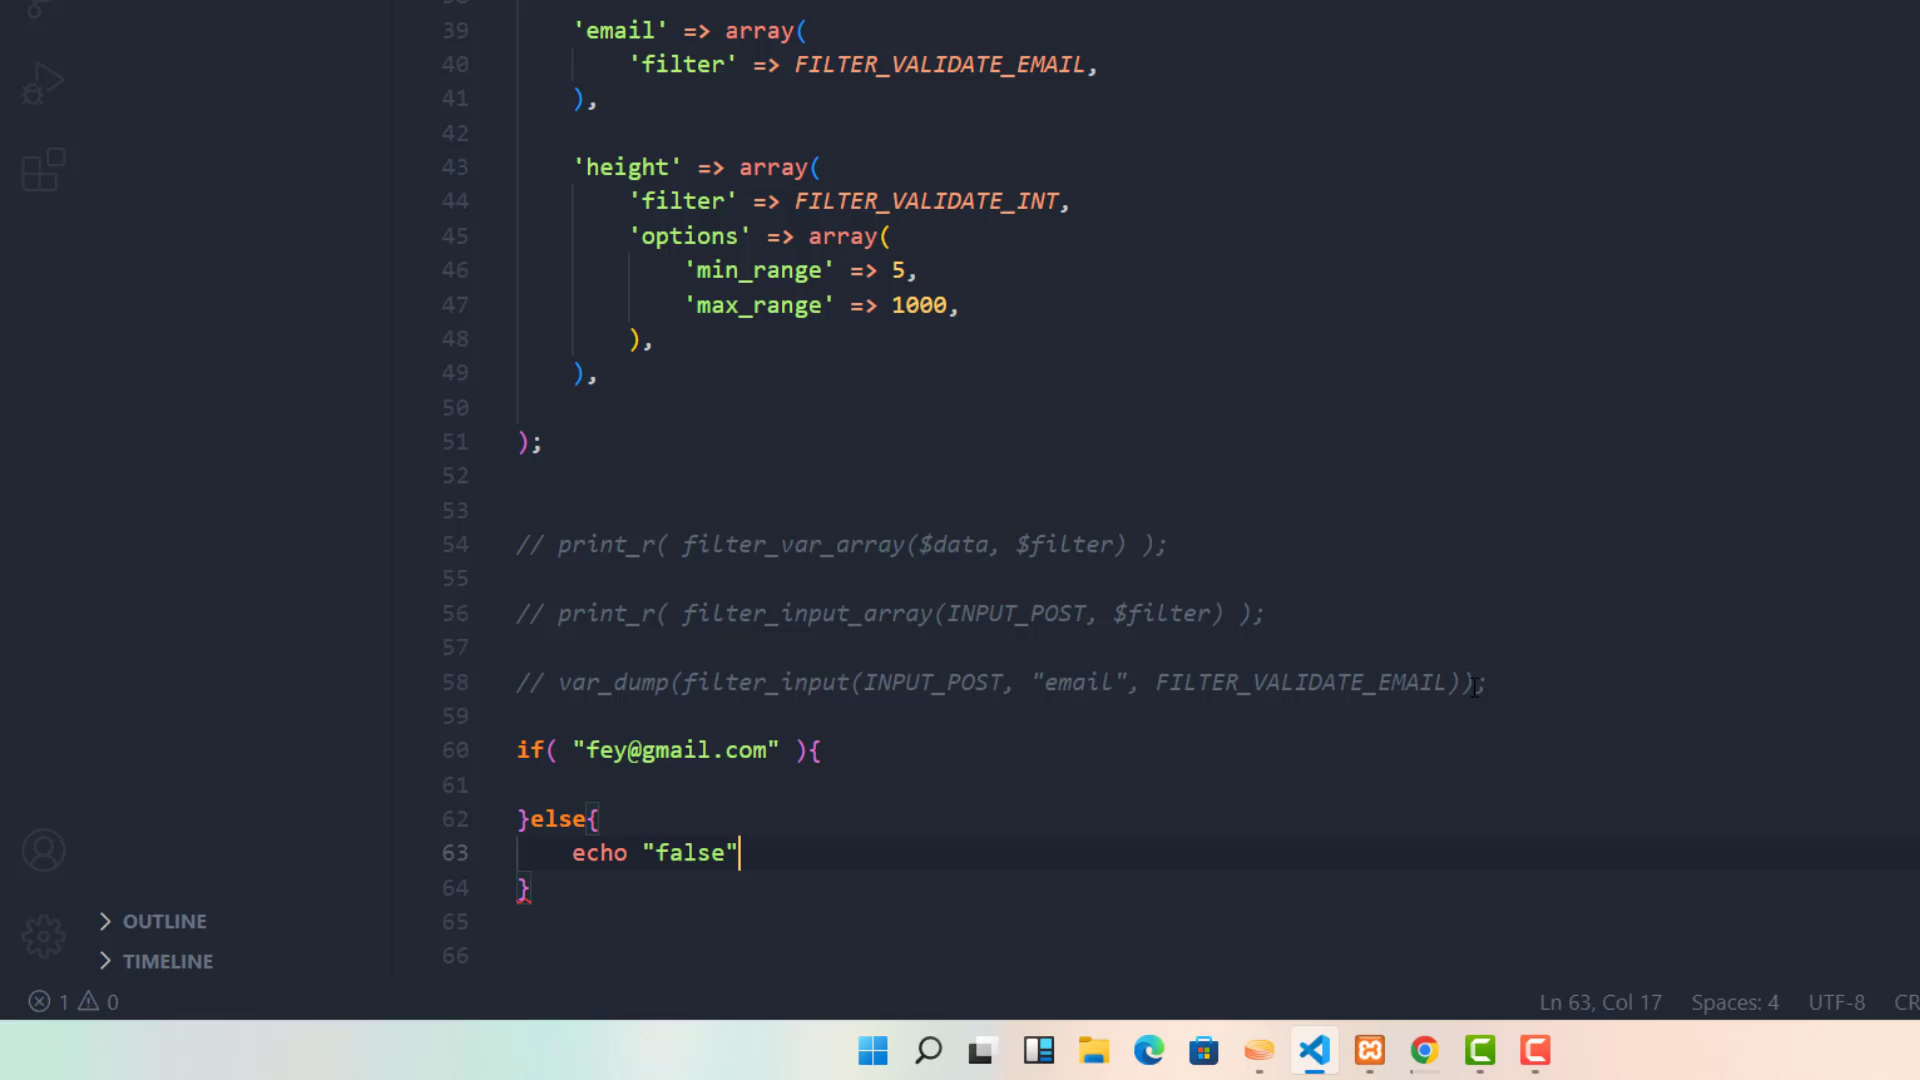 39 'email' => array(
40 'filter' => FILTER_VALIDATE_EMAIL,
41 ),
42
43 'height' => array(
44 'filter' => FILTER_VALIDATE_INT,
45 'options' => array(
46 'min_range' => 5,
47 'max_range' => 1000,
48 ),
49 ),
50
51 );
52
53
54 // print_r( filter_var_array($data, $filter) );
55
56 // print_r( filter_input_array(INPUT_POST, $filter) );
57
58 // var_dump(filter_input(INPUT_POST, "email", FILTER_VALIDATE_EMAIL));
59
60 if( "fey@gmail.com" ){
61
62 }else{
63 echo "false"
64 }
65
66
OUTLINE
TIMELINE
1 0
Ln 63, Col 17 Spaces: 4 UTF-8 CR